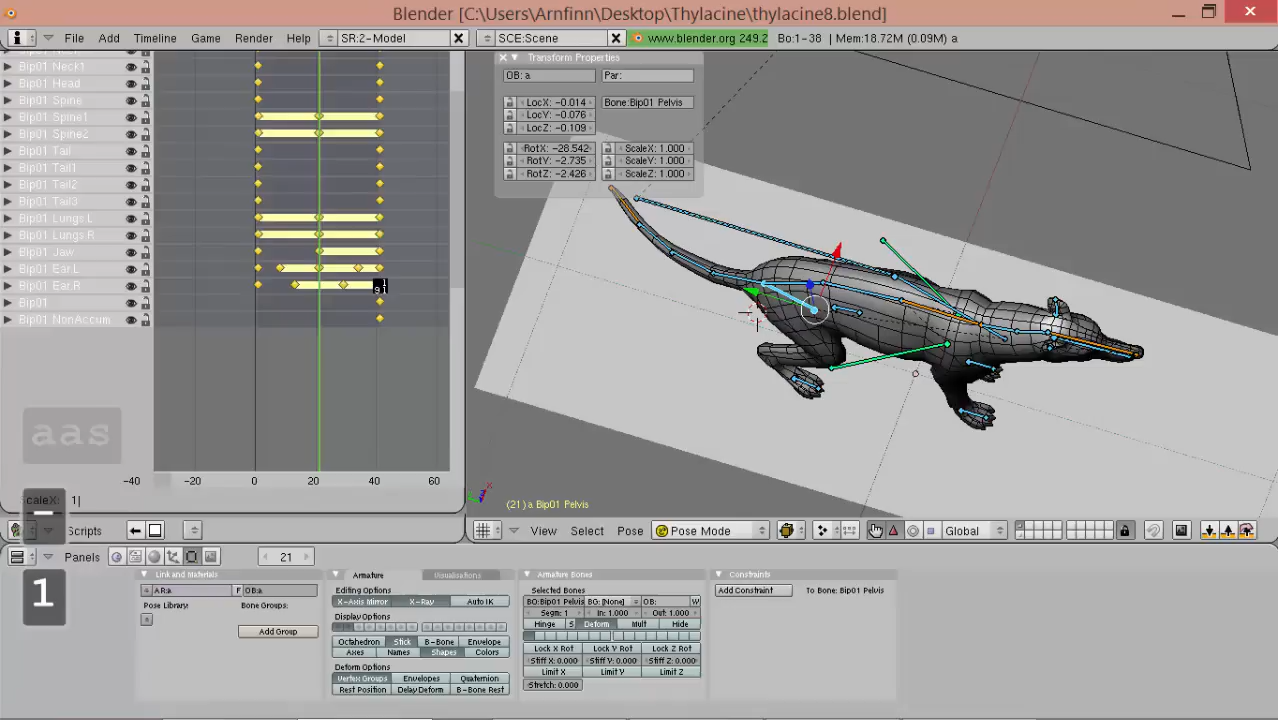 Blender [C:\Users\Arnfinn\Desktop\Thylacine\thylacine8.blend]
File Add Timeline Game Render Help SR:2-Model SCE:Scene www.blender.org 249.2 Bo:1-38 | Mem:18.72M (0.09M) a
Bip01 Neck1
Bip01 Head
Bip01 Spine
Bip01 Spine1
Bip01 Spine2
Bip01 Tail
Bip01 Tail1
Bip01 Tail2
Bip01 Tail3
Bip01 Lungs L
Bip01 Lungs R
Bip01 Jaw
Bip01 Ear L
Bip01 Ear R
Bip01
Bip01 NonAccum
aas
-40 -20 0 20 40 60
ScaleX: 1
Scripts
Transform Properties
OB: a Par:
LocX: -0.014 Bone:Bip01 Pelvis
LocY: -0.076
LocZ: -0.109
RotX: -28.542 ScaleX: 1.000
RotY: -2.735 ScaleY: 1.000
RotZ: -2.426 ScaleZ: 1.000
(21) a Bip01 Pelvis
View Select Pose Pose Mode Global
Panels 21
1
Link and Materials
AR:a F OB:a
Pose Library: Bone Groups:
Add Group
Armature Visualisations
Editing Options
X-Axis Mirror X-Ray Auto IK
Display Options
Octahedron Stick B-Bone Envelope
Axes Names Shapes Colors
Deform Options
Vertex Groups Envelopes Quaternion
Rest Position Delay Deform B-Bone Rest
Armature Bones
Selected Bones
BO:Bip01 Pelvis BG: [None] OB: W
Segm: 1 In: 1.000 Out: 1.000
Hinge S Deform Mult Hide
Lock X Rot Lock Y Rot Lock Z Rot
Stiff X: 0.000 Stiff Y: 0.000 Stiff Z: 0.000
Limit X Limit Y Limit Z
Stretch: 0.000
Constraints
Add Constraint To Bone: Bip01 Pelvis